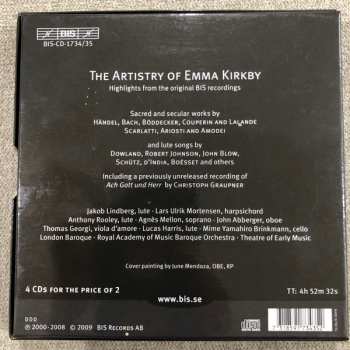 BIS
BIS-CD-1734/35
THE ARTISTRY OF EMMA KIRKBY
Highlights from the original BIS recordings
Sacred and secular works by
HÄNDEL, BACH, BÖDDECKER, COUPERIN AND LALANDE
SCARLATTI, ARIOSTI AND AMODEI
and lute songs by
DOWLAND, ROBERT JOHNSON, JOHN BLOW,
SCHÜTZ, D'INDIA, BOËSSET AND OTHERS
Including a previously unreleased recording of
Ach Gott und Herr BY CHRISTOPH GRAUPNER
Jakob Lindberg, lute · Lars Ulrik Mortensen, harpsichord
Anthony Rooley, lute · Agnès Mellon, soprano · John Abberger, oboe
Thomas Georgi, viola d'amore · Lucas Harris, lute · Mime Yamahiro Brinkmann, cello
London Baroque · Royal Academy of Music Baroque Orchestra · Theatre of Early Music
Cover painting by June Mendoza, OBE, RP
4 CDS FOR THE PRICE OF 2
TT: 4h 52m 32s
www.bis.se
DDD
℗ 2000-2008 © 2009 BIS RECORDS AB
COMPACT
disc
DIGITAL AUDIO